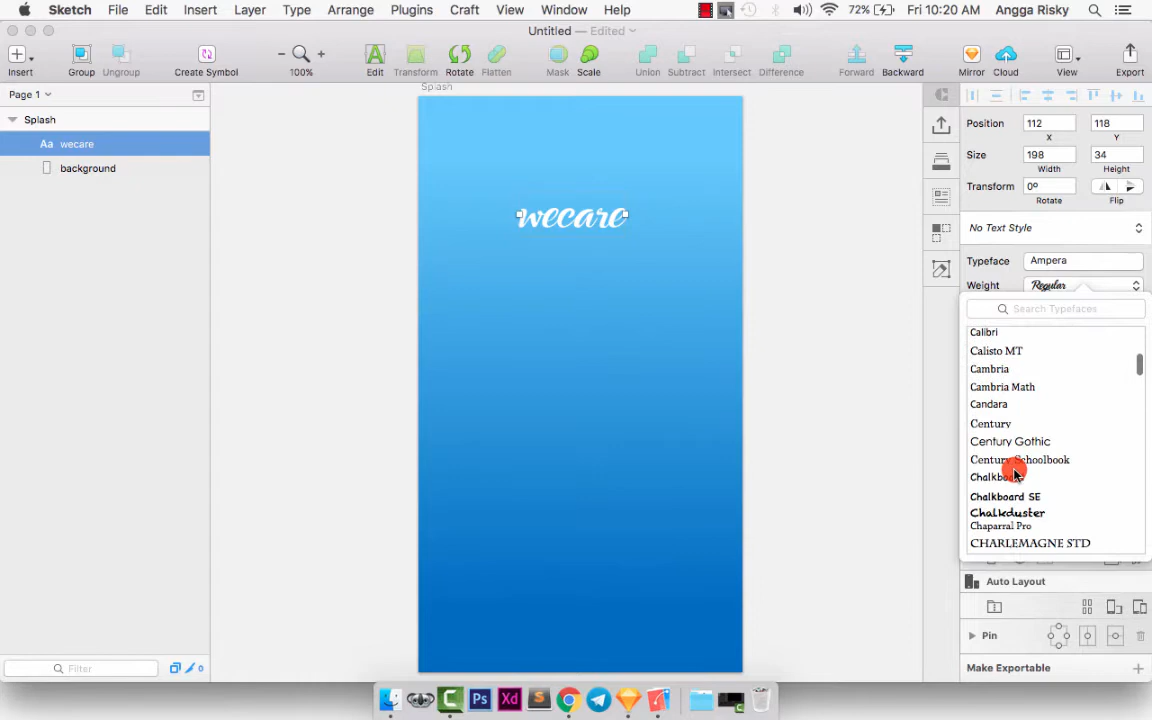 Sketch File Edit Insert Layer Type Arrange Plugins Craft View Window Help 72% Fri 10:20 AM Angga Risky
Untitled — Edited
Insert Group Ungroup Create Symbol 100% Edit Transform Rotate Flatten Mask Scale Union Subtract Intersect Difference Forward Backward Mirror Cloud View Export
Page 1
Splash
Aa wecare
background
Splash
wecare
Position 112 118
X Y
Size 198 34
Width Height
Transform 0º
Rotate Flip
No Text Style
Typeface Ampera
Weight Regular
Search Typefaces
Calibri
Calisto MT
Cambria
Cambria Math
Candara
Century
Century Gothic
Century Schoolbook
Chalkboard SE
Chalkduster
Chaparral Pro
CHARLEMAGNE STD
Auto Layout
Pin
Make Exportable
Filter 0
Ps Xd S